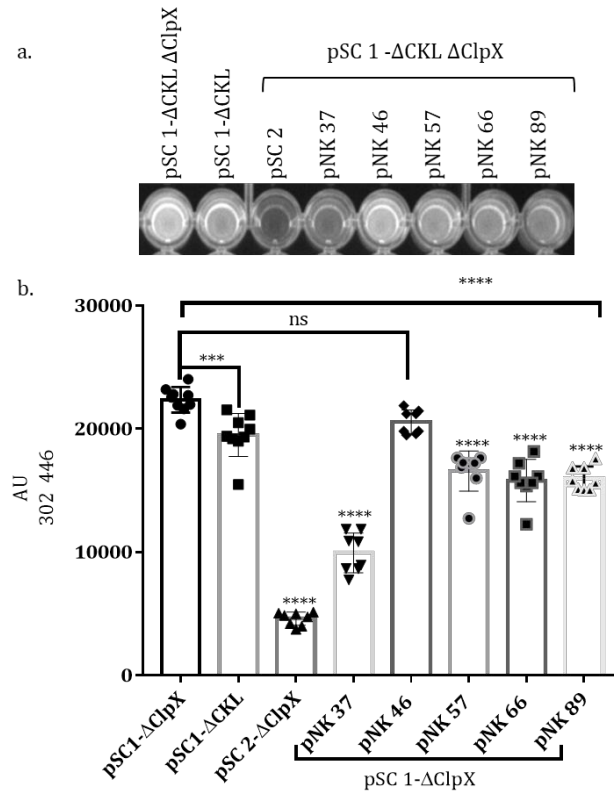 a.
pSC 1 -ΔCKL ΔClpX
pSC 1-ΔCKL ΔClpX
pSC 1-ΔCKL
pSC 2
pNK 37
pNK 46
pNK 57
pNK 66
pNK 89
b.
****
ns
***
****
****
****
****
****
AU
302 446
30000
20000
10000
0
pSC1-ΔClpX
pSC1-ΔCKL
pSC 2-ΔClpX
pNK 37
pNK 46
pNK 57
pNK 66
pNK 89
pSC 1-ΔClpX